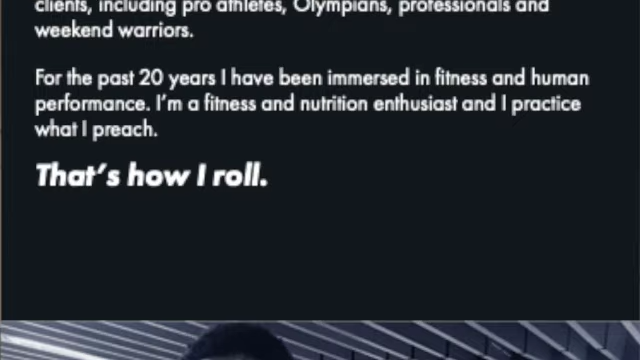 clients, including pro athletes, Olympians, professionals and
weekend warriors.
For the past 20 years I have been immersed in fitness and human
performance. I'm a fitness and nutrition enthusiast and I practice
what I preach.
That's how I roll.